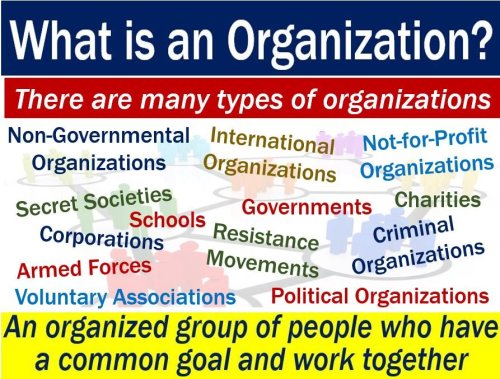 What is an Organization?
There are many types of organizations
Non-Governmental
Organizations
International
Organizations
Not-for-Profit
Organizations
Secret Societies
Schools
Governments
Charities
Corporations
Resistance
Movements
Criminal
Organizations
Armed Forces
Voluntary Associations
Political Organizations
An organized group of people who have
a common goal and work together